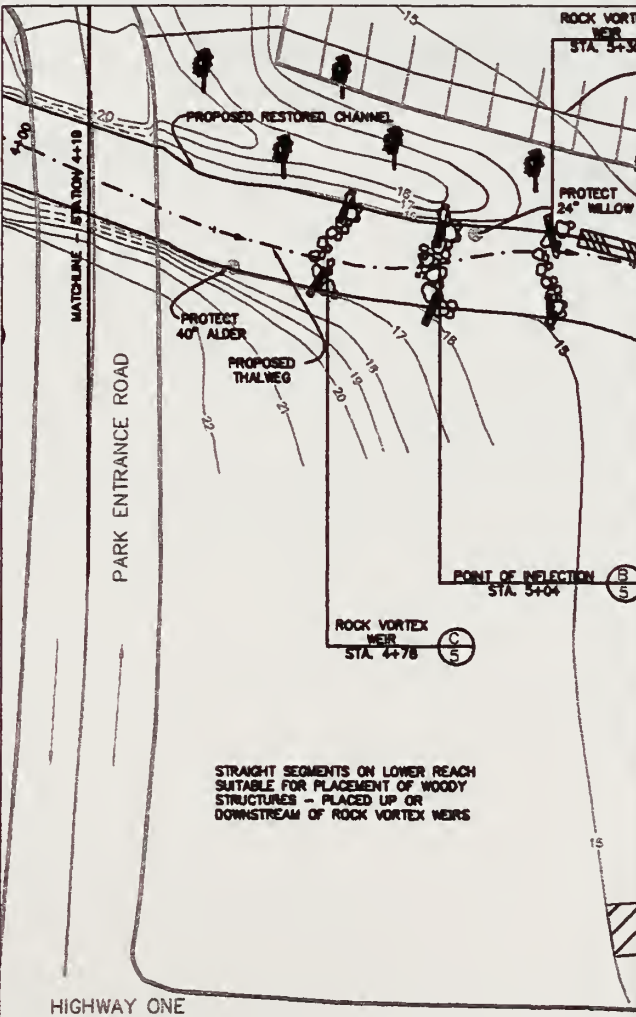 15
ROCK VORT
WEIR
STA. 5+3
20
PROPOSED RESTORED CHANNEL
4+00
MATCHLINE - STATION 4+18
18
17
16
PROTECT
24" WILLOW
PROTECT
40" ALDER
PROPOSED
THALWEG
22
21
20
19
18
17
16
15
PARK ENTRANCE ROAD
POINT OF INFLECTION
STA. 5+04
B
5
ROCK VORTEX
WEIR
STA. 4+78
C
5
STRAIGHT SEGMENTS ON LOWER REACH
SUITABLE FOR PLACEMENT OF WOODY
STRUCTURES - PLACED UP OR
DOWNSTREAM OF ROCK VORTEX WEIRS
15
HIGHWAY ONE